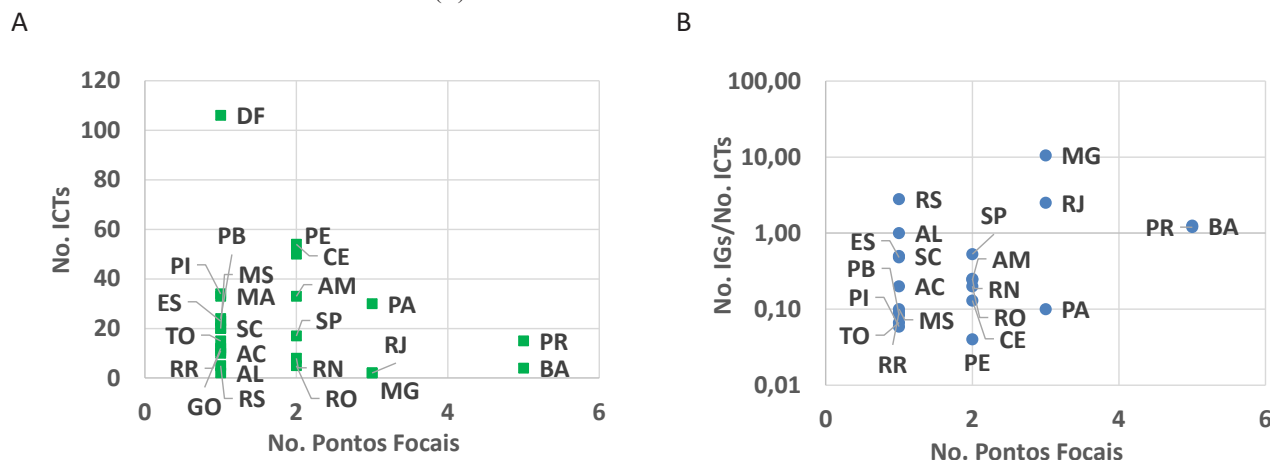 A
B
120
100
80
60
40
20
0
0
2
4
6
No. ICTs
No. Pontos Focais
DF
PB
PE
CE
PI
MS
MA
AM
ES
PA
TO
SC
SP
RJ
PR
RR
AC
AL
RN
BA
GO
RS
RO
MG
100,00
10,00
1,00
0,10
0,01
0
2
4
6
No. IGs/No. ICTs
No. Pontos Focais
MG
RS
RJ
SP
AL
PR
BA
ES
SC
AM
PB
AC
RN
PI
MS
RO
PA
TO
CE
RR
PE